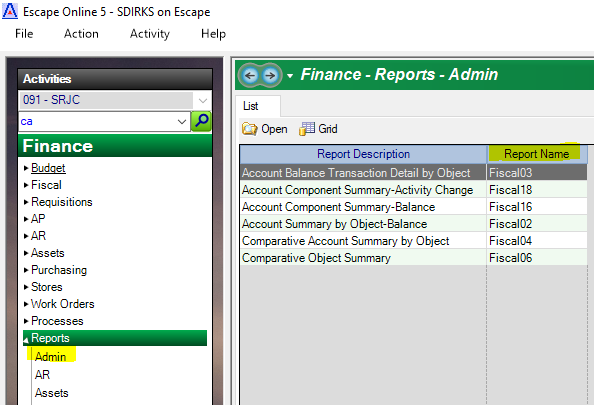 Escape Online 5 - SDIRKS on Escape
File Action Activity Help
Activities
091 - SRJC
ca
Finance
Budget
Fiscal
Requisitions
AP
AR
Assets
Purchasing
Stores
Work Orders
Processes
Reports
Admin
AR
Assets
Finance - Reports - Admin
List
Open Grid
Report Description Report Name
Account Balance Transaction Detail by Object Fiscal03
Account Component Summary-Activity Change Fiscal18
Account Component Summary-Balance Fiscal16
Account Summary by Object-Balance Fiscal02
Comparative Account Summary by Object Fiscal04
Comparative Object Summary Fiscal06